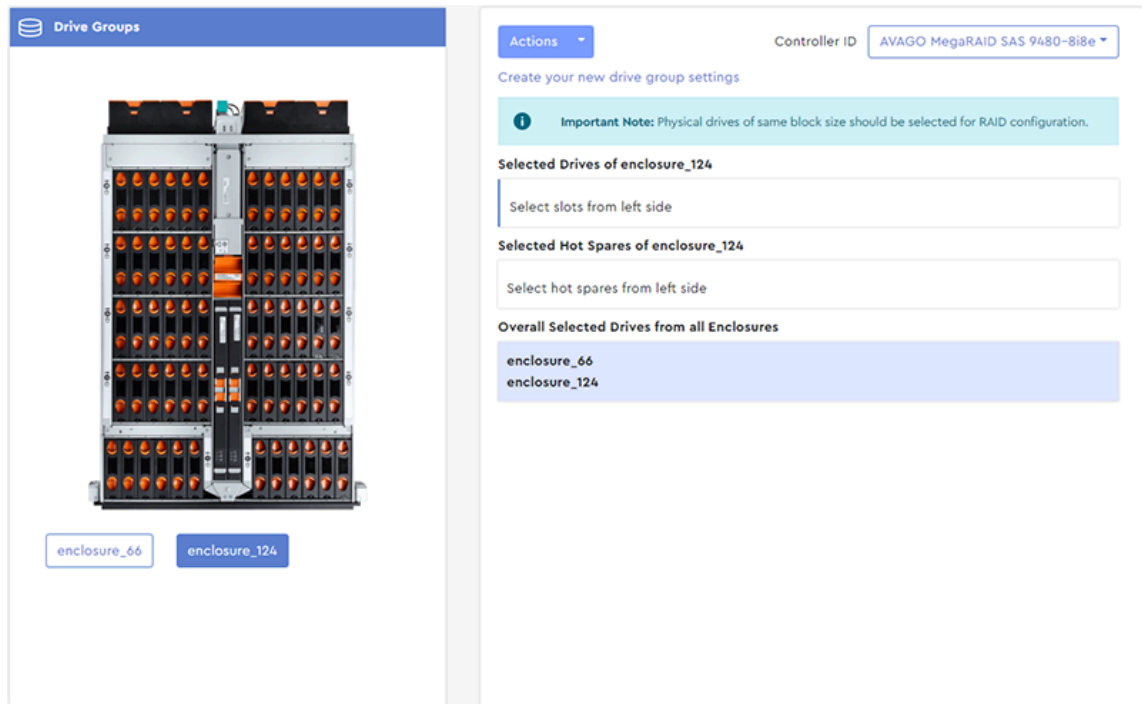 Drive Groups
enclosure_66
enclosure_124
Actions
Controller ID
AVAGO MegaRAID SAS 9480-8i8e
Create your new drive group settings
Important Note: Physical drives of same block size should be selected for RAID configuration.
Selected Drives of enclosure_124
Select slots from left side
Selected Hot Spares of enclosure_124
Select hot spares from left side
Overall Selected Drives from all Enclosures
enclosure_66
enclosure_124